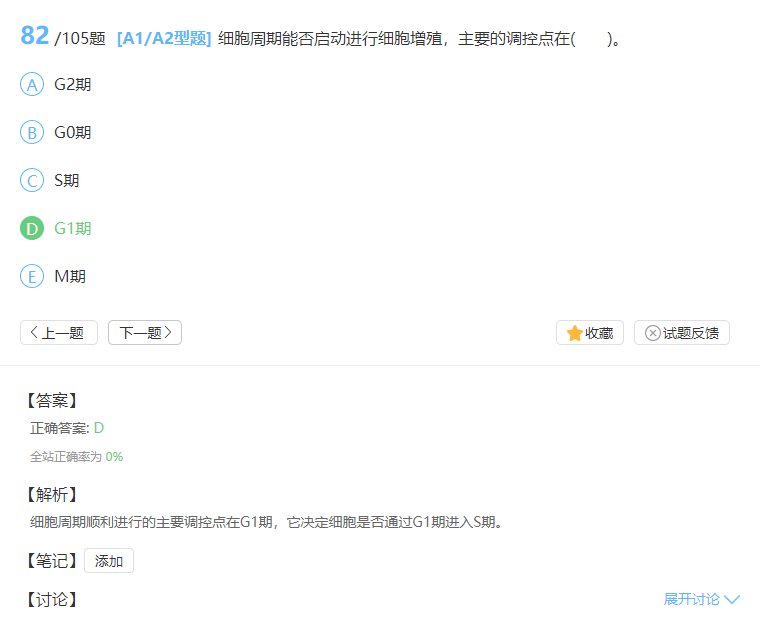 82 /105题 [A1/A2型题] 细胞周期能否启动进行细胞增殖，主要的调控点在(　　)。
A G2期
B G0期
C S期
D G1期
E M期
上一题 下一题 收藏 试题反馈
【答案】
正确答案: D
全站正确率为 0%
【解析】
细胞周期顺利进行的主要调控点在G1期，它决定细胞是否通过G1期进入S期。
【笔记】 添加
【讨论】 展开讨论